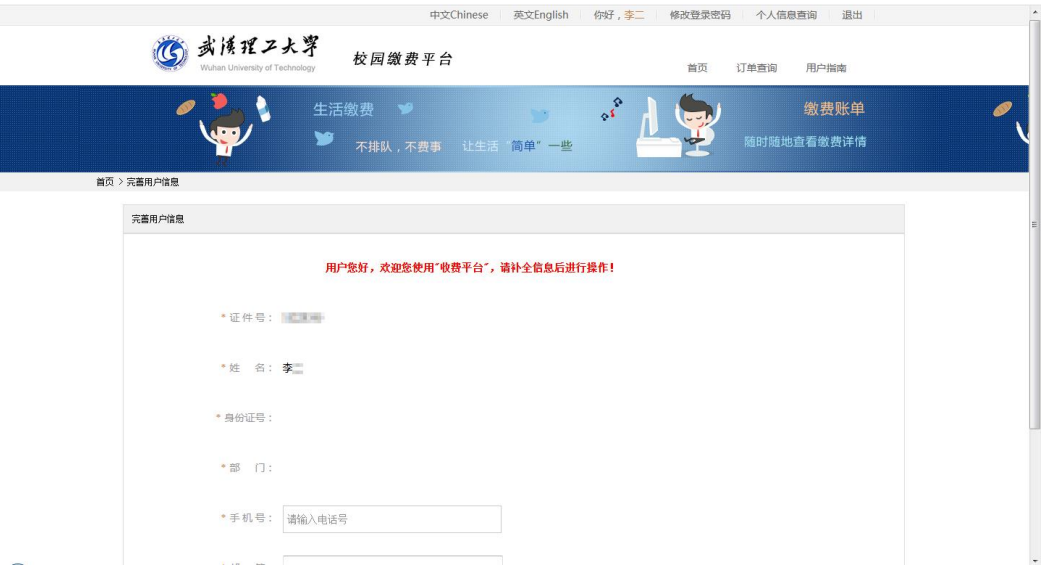 中文Chinese 英文English 你好，李二 修改登录密码 个人信息查询 退出
武汉理工大学
Wuhan University of Technology
校园缴费平台
首页 订单查询 用户指南
生活缴费
不排队，不费事 让生活“简单”一些
缴费账单
随时随地查看缴费详情
首页 > 完善用户信息
完善用户信息
用户您好，欢迎您使用"收费平台"，请补全信息后进行操作！
* 证 件 号：
* 姓 名： 李
* 身份证号：
* 部 门：
* 手 机 号： 请输入电话号